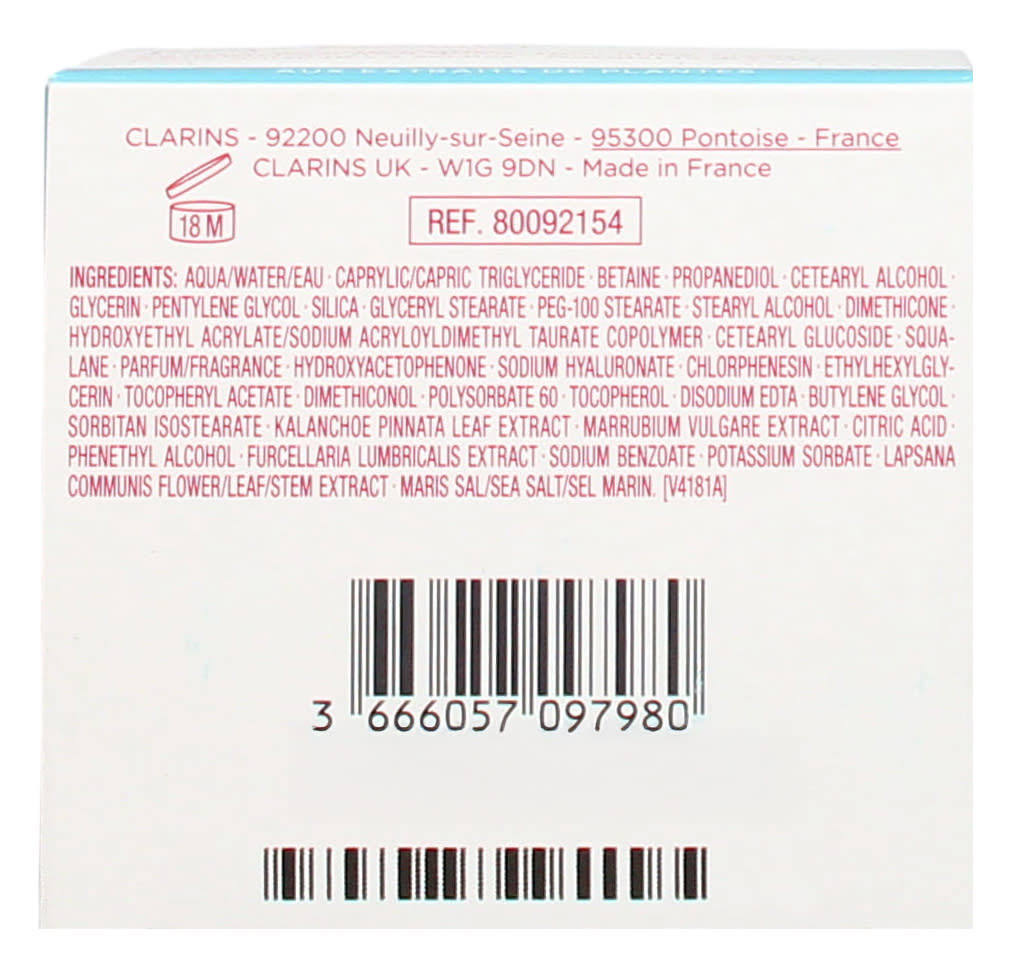 AUX EXTRAITS DE PLANTES
CLARINS - 92200 Neuilly-sur-Seine - 95300 Pontoise - France
CLARINS UK - W1G 9DN - Made in France
18 M
REF. 80092154
INGREDIENTS: AQUA/WATER/EAU · CAPRYLIC/CAPRIC TRIGLYCERIDE · BETAINE · PROPANEDIOL · CETEARYL ALCOHOL ·
GLYCERIN · PENTYLENE GLYCOL · SILICA · GLYCERYL STEARATE · PEG-100 STEARATE · STEARYL ALCOHOL · DIMETHICONE ·
HYDROXYETHYL ACRYLATE/SODIUM ACRYLOYLDIMETHYL TAURATE COPOLYMER · CETEARYL GLUCOSIDE · SQUA-
LANE · PARFUM/FRAGRANCE · HYDROXYACETOPHENONE · SODIUM HYALURONATE · CHLORPHENESIN · ETHYLHEXYLGLY-
CERIN · TOCOPHERYL ACETATE · DIMETHICONOL · POLYSORBATE 60 · TOCOPHEROL · DISODIUM EDTA · BUTYLENE GLYCOL ·
SORBITAN ISOSTEARATE · KALANCHOE PINNATA LEAF EXTRACT · MARRUBIUM VULGARE EXTRACT · CITRIC ACID ·
PHENETHYL ALCOHOL · FURCELLARIA LUMBRICALIS EXTRACT · SODIUM BENZOATE · POTASSIUM SORBATE · LAPSANA
COMMUNIS FLOWER/LEAF/STEM EXTRACT · MARIS SAL/SEA SALT/SEL MARIN. [V4181A]
3 666057 097980